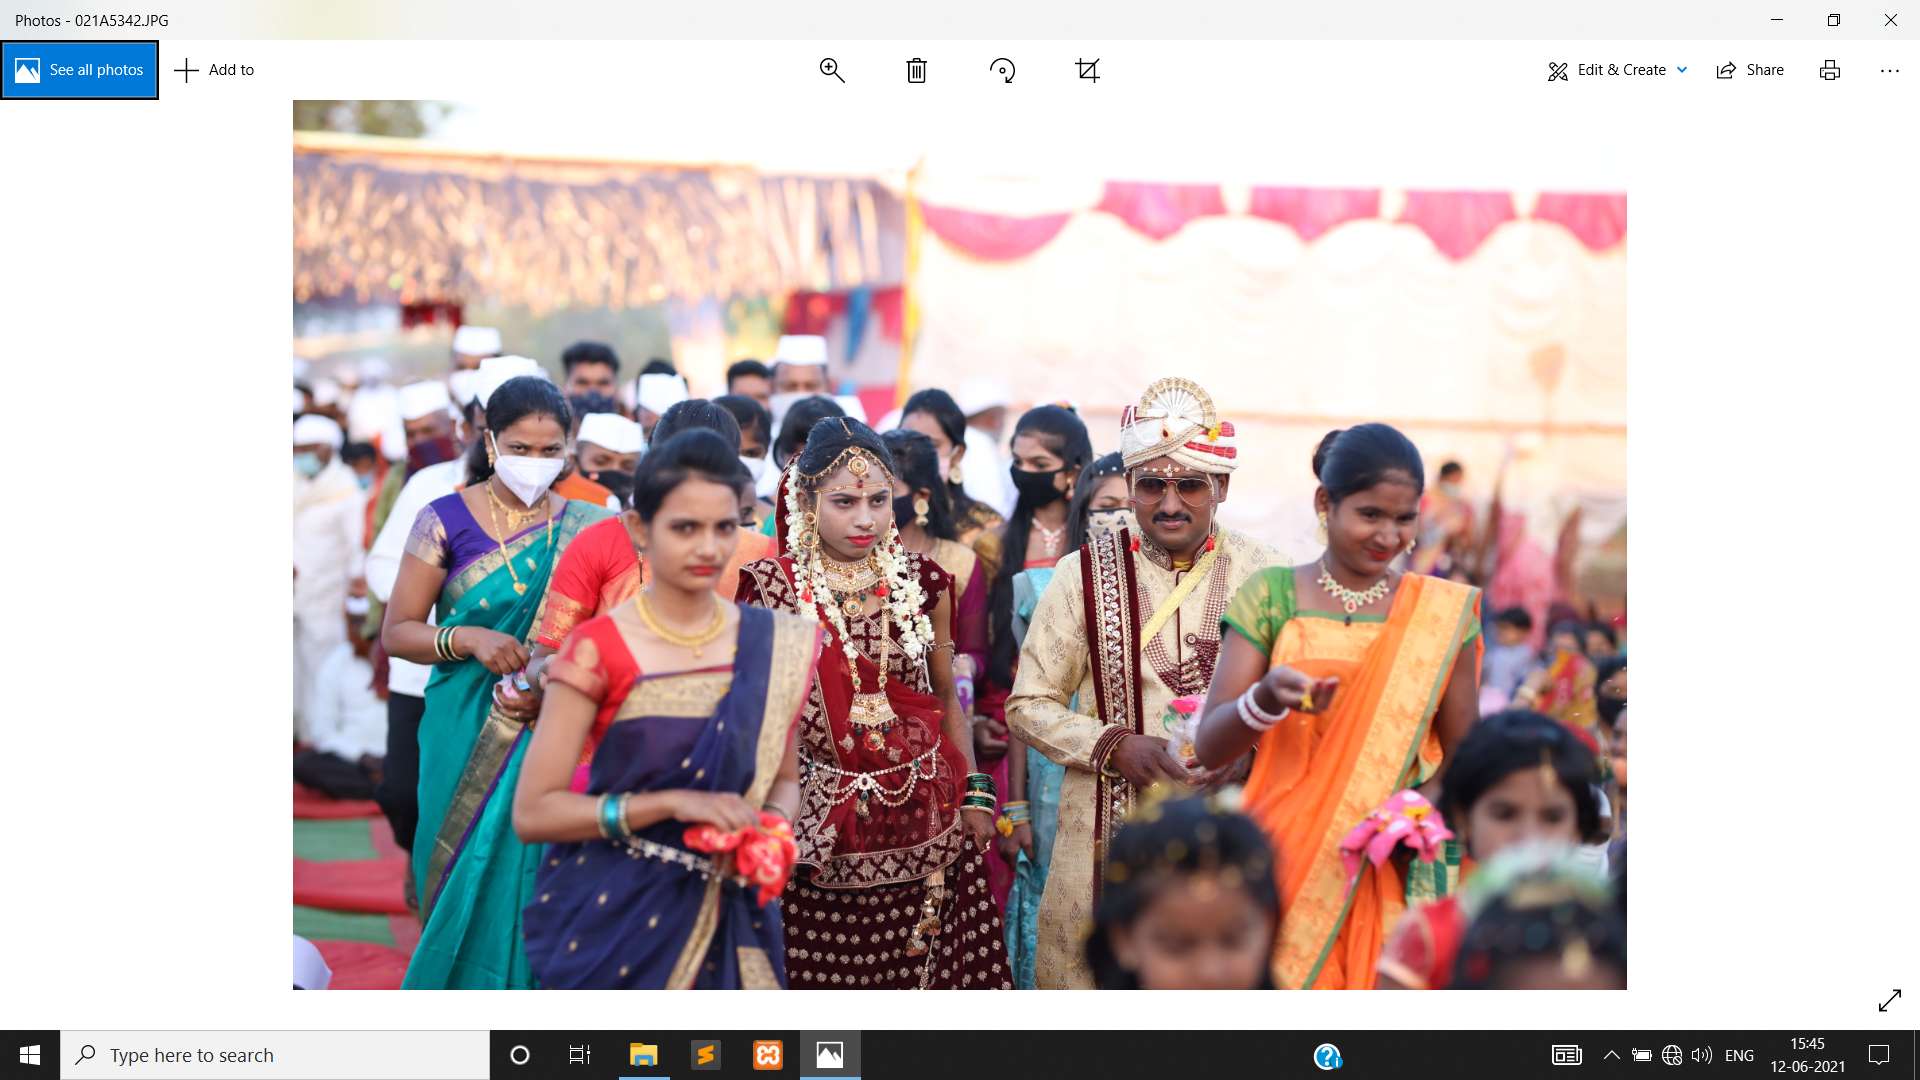 Photos - 021A5342.JPG
See all photos
Add to
Edit & Create
Share
Type here to search
ENG
15:45
12-06-2021